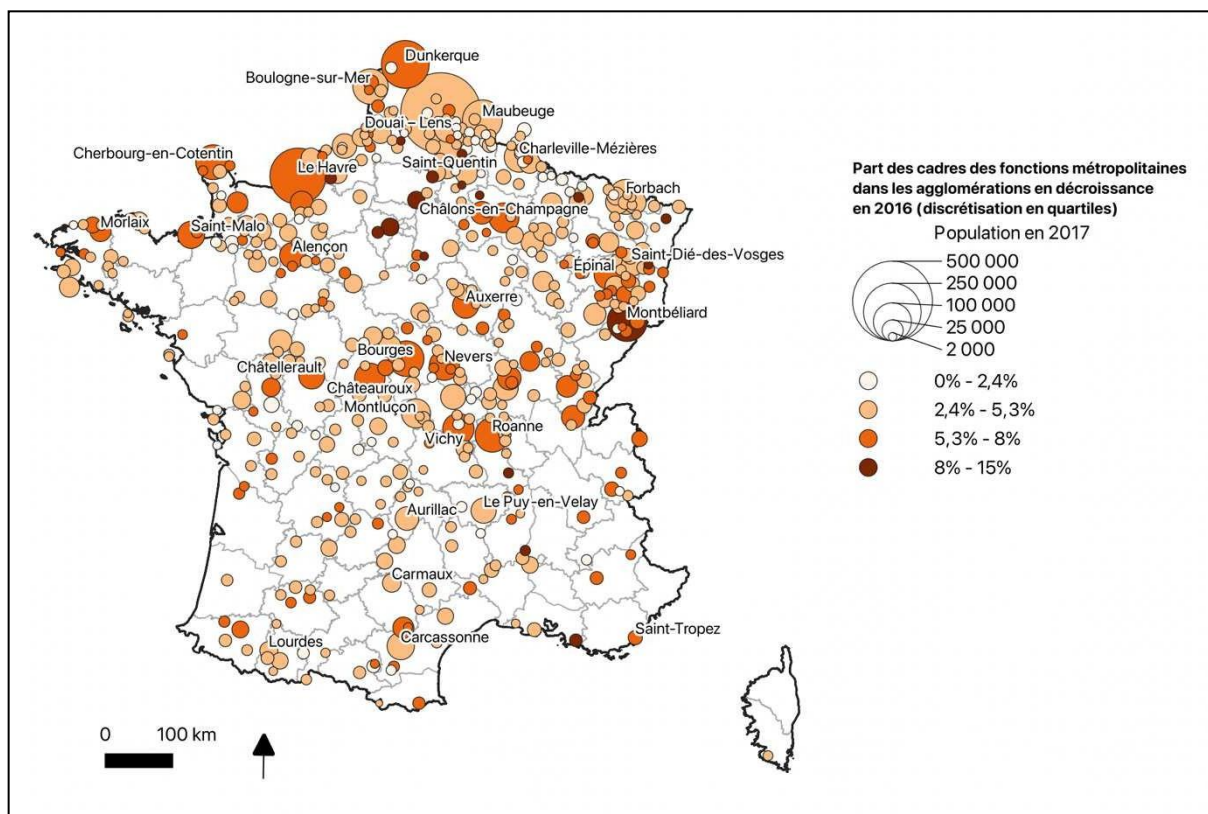 Dunkerque
Boulogne-sur-Mer
Maubeuge
Douai – Lens
Cherbourg-en-Cotentin
Le Havre
Saint-Quentin
Charleville-Mézières
Forbach
Châlons-en-Champagne
Morlaix
Saint-Malo
Alençon
Saint-Dié-des-Vosges
Épinal
Auxerre
Montbéliard
Bourges
Nevers
Châtellerault
Châteauroux
Montluçon
Vichy
Roanne
Aurillac
Le Puy-en-Velay
Carmaux
Saint-Tropez
Lourdes
Carcassonne
0
100 km
Part des cadres des fonctions métropolitaines
dans les agglomérations en décroissance
en 2016 (discrétisation en quartiles)
Population en 2017
500 000
250 000
100 000
25 000
2 000
0% - 2,4%
2,4% - 5,3%
5,3% - 8%
8% - 15%